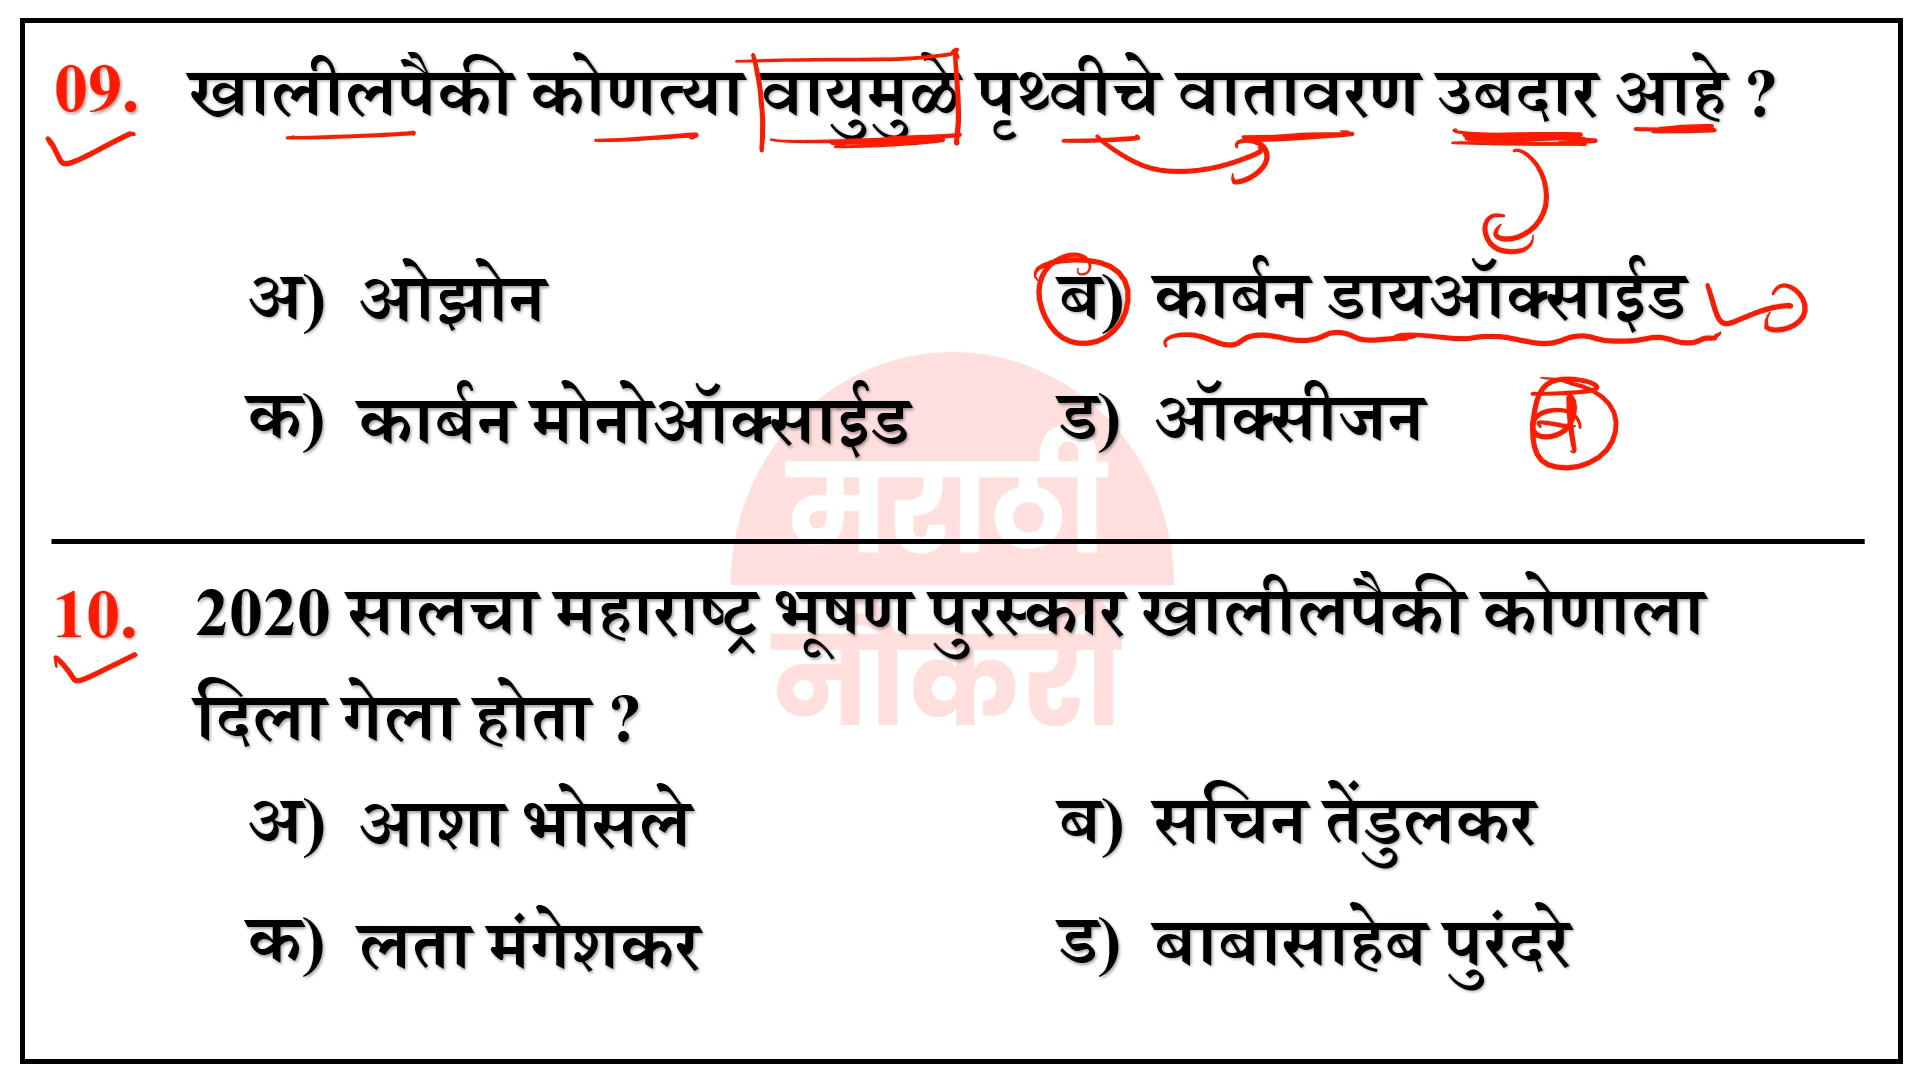 09. खालीलपैकी कोणत्या वायुमुळे पृथ्वीचे वातावरण उबदार आहे ?
अ) ओझोन ब) कार्बन डायऑक्साईड
क) कार्बन मोनोऑक्साईड ड) ऑक्सीजन ब
मराठी
नौकरी
10. 2020 सालचा महाराष्ट्र भूषण पुरस्कार खालीलपैकी कोणाला
दिला गेला होता ?
अ) आशा भोसले ब) सचिन तेंडुलकर
क) लता मंगेशकर ड) बाबासाहेब पुरंदरे